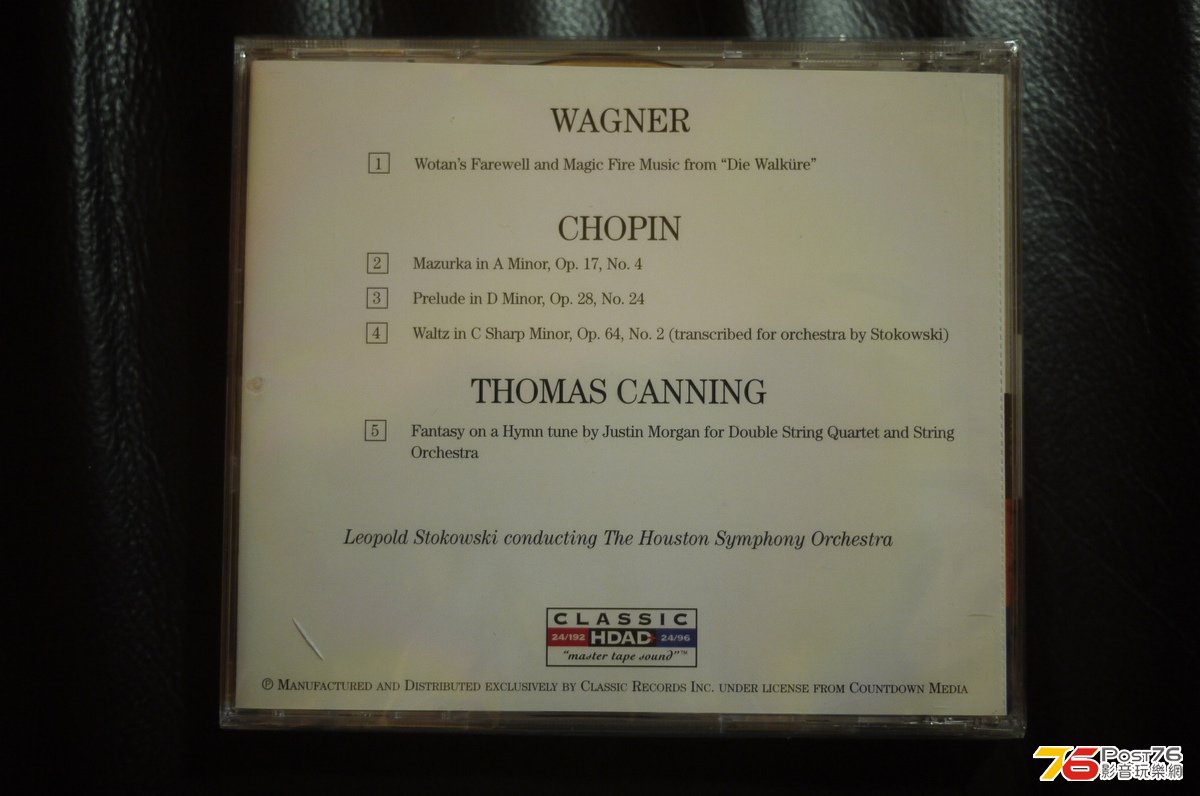 WAGNER
1 Wotan's Farewell and Magic Fire Music from “Die Walküre”
CHOPIN
2 Mazurka in A Minor, Op. 17, No. 4
3 Prelude in D Minor, Op. 28, No. 24
4 Waltz in C Sharp Minor, Op. 64, No. 2 (transcribed for orchestra by Stokowski)
THOMAS CANNING
5 Fantasy on a Hymn tune by Justin Morgan for Double String Quartet and String
Orchestra
Leopold Stokowski conducting The Houston Symphony Orchestra
CLASSIC
24/192 HDAD 24/96
“master tape sound”™
℗ Manufactured and Distributed exclusively by Classic Records Inc. under license from Countdown Media
76 Post76
影音玩樂網